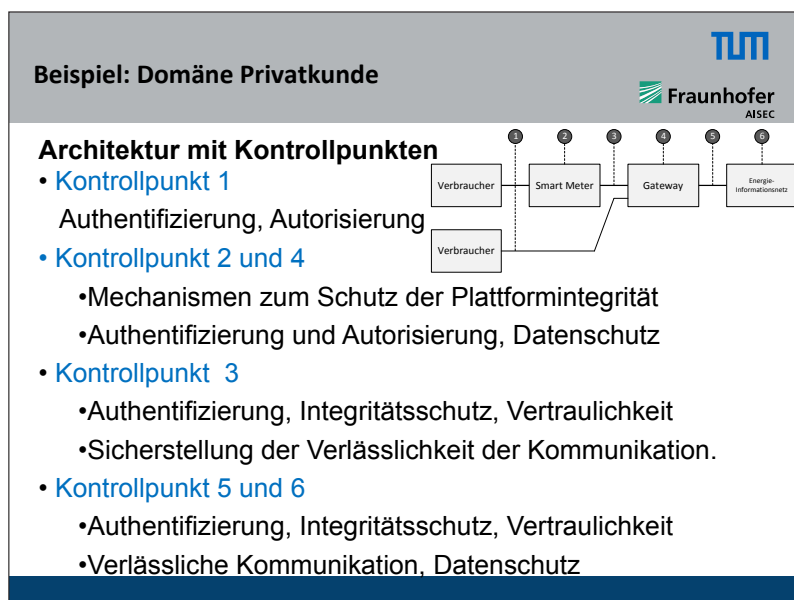 Beispiel: Domäne Privatkunde
TUM
Fraunhofer
AISEC
Architektur mit Kontrollpunkten
1 2 3 4 5 6
Verbraucher Smart Meter Gateway Energie-
Informationsnetz
Verbraucher
• Kontrollpunkt 1
Authentifizierung, Autorisierung
• Kontrollpunkt 2 und 4
•Mechanismen zum Schutz der Plattformintegrität
•Authentifizierung und Autorisierung, Datenschutz
• Kontrollpunkt 3
•Authentifizierung, Integritätsschutz, Vertraulichkeit
•Sicherstellung der Verlässlichkeit der Kommunikation.
• Kontrollpunkt 5 und 6
•Authentifizierung, Integritätsschutz, Vertraulichkeit
•Verlässliche Kommunikation, Datenschutz